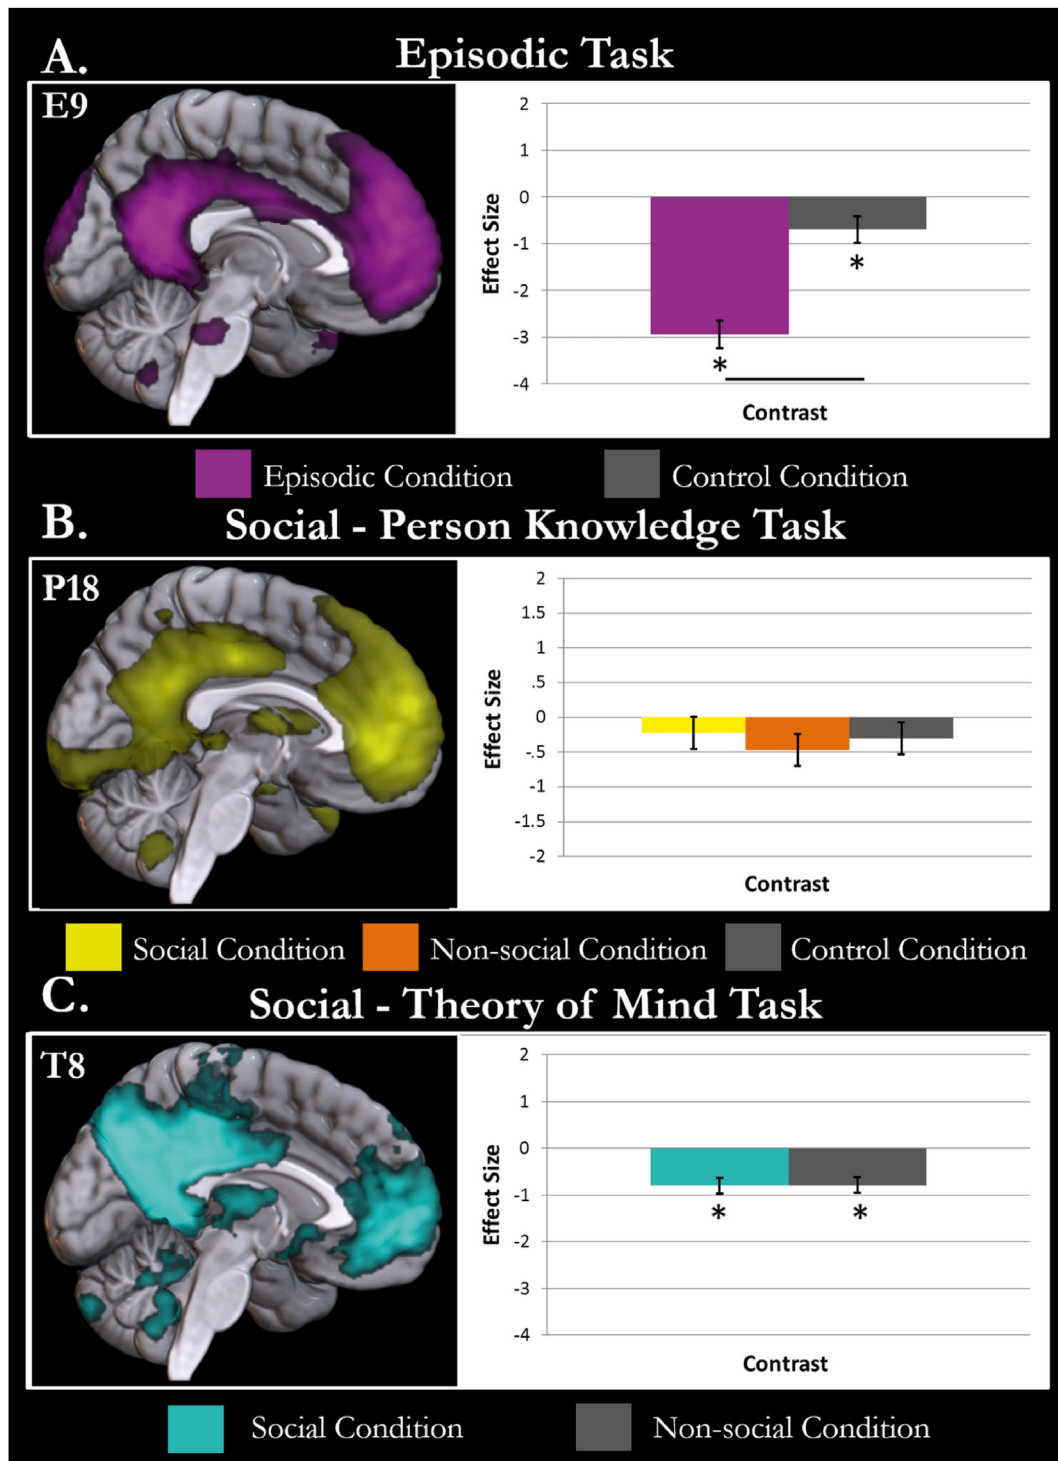 A. Episodic Task
E9
2
1
0
-1
-2
-3
-4
Effect Size
*
*
Contrast
Episodic Condition
Control Condition
B. Social - Person Knowledge Task
P18
2
1.5
1
.5
0
-.5
-1
-1.5
-2
Effect Size
Contrast
Social Condition
Non-social Condition
Control Condition
C. Social - Theory of Mind Task
T8
2
1
0
-1
-2
-3
-4
Effect Size
* *
Contrast
Social Condition
Non-social Condition